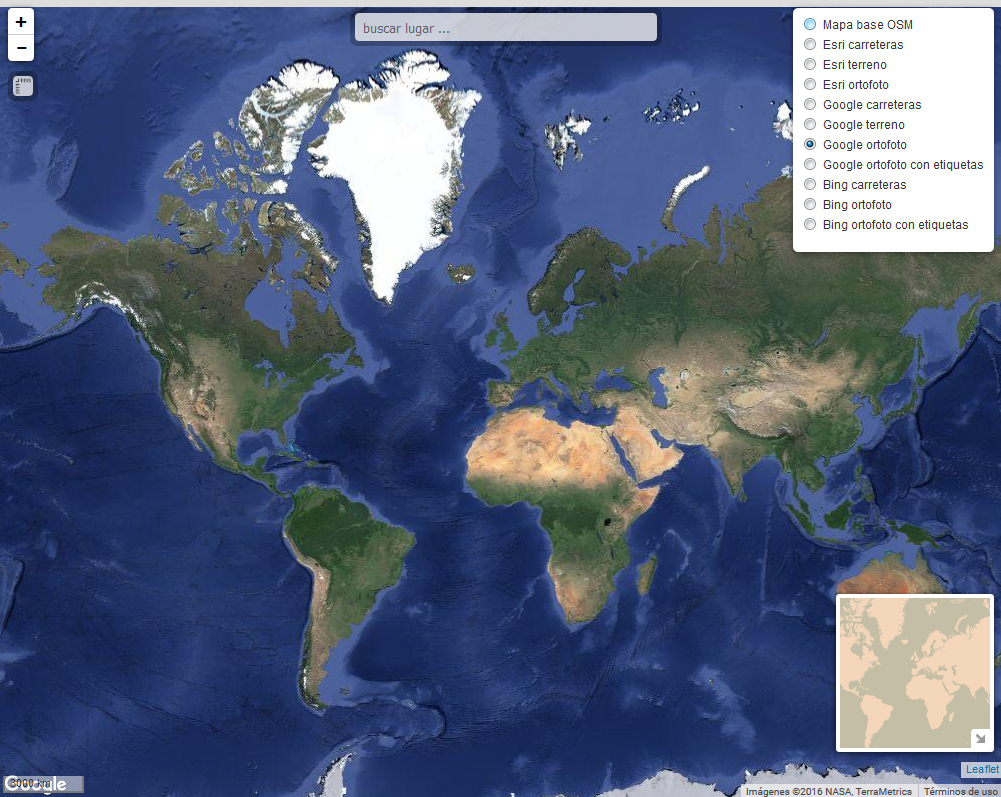 +
−
buscar lugar ...
Mapa base OSM
Esri carreteras
Esri terreno
Esri ortofoto
Google carreteras
Google terreno
Google ortofoto
Google ortofoto con etiquetas
Bing carreteras
Bing ortofoto
Bing ortofoto con etiquetas
Leaflet
Google
3000 km
Imágenes ©2016 NASA, TerraMetrics
Términos de uso